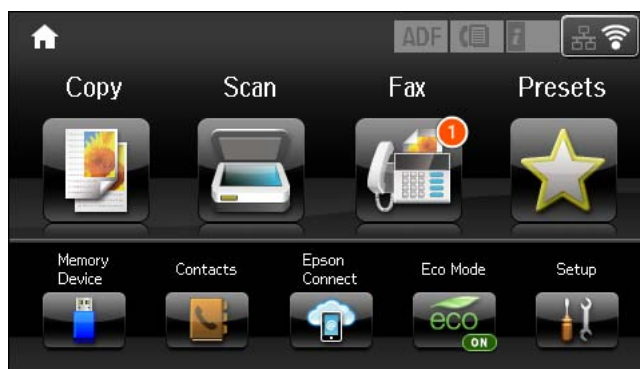 ADF i
Copy Scan Fax Presets
1
Memory
Device
Contacts
Epson
Connect
Eco Mode
Setup
eco
ON